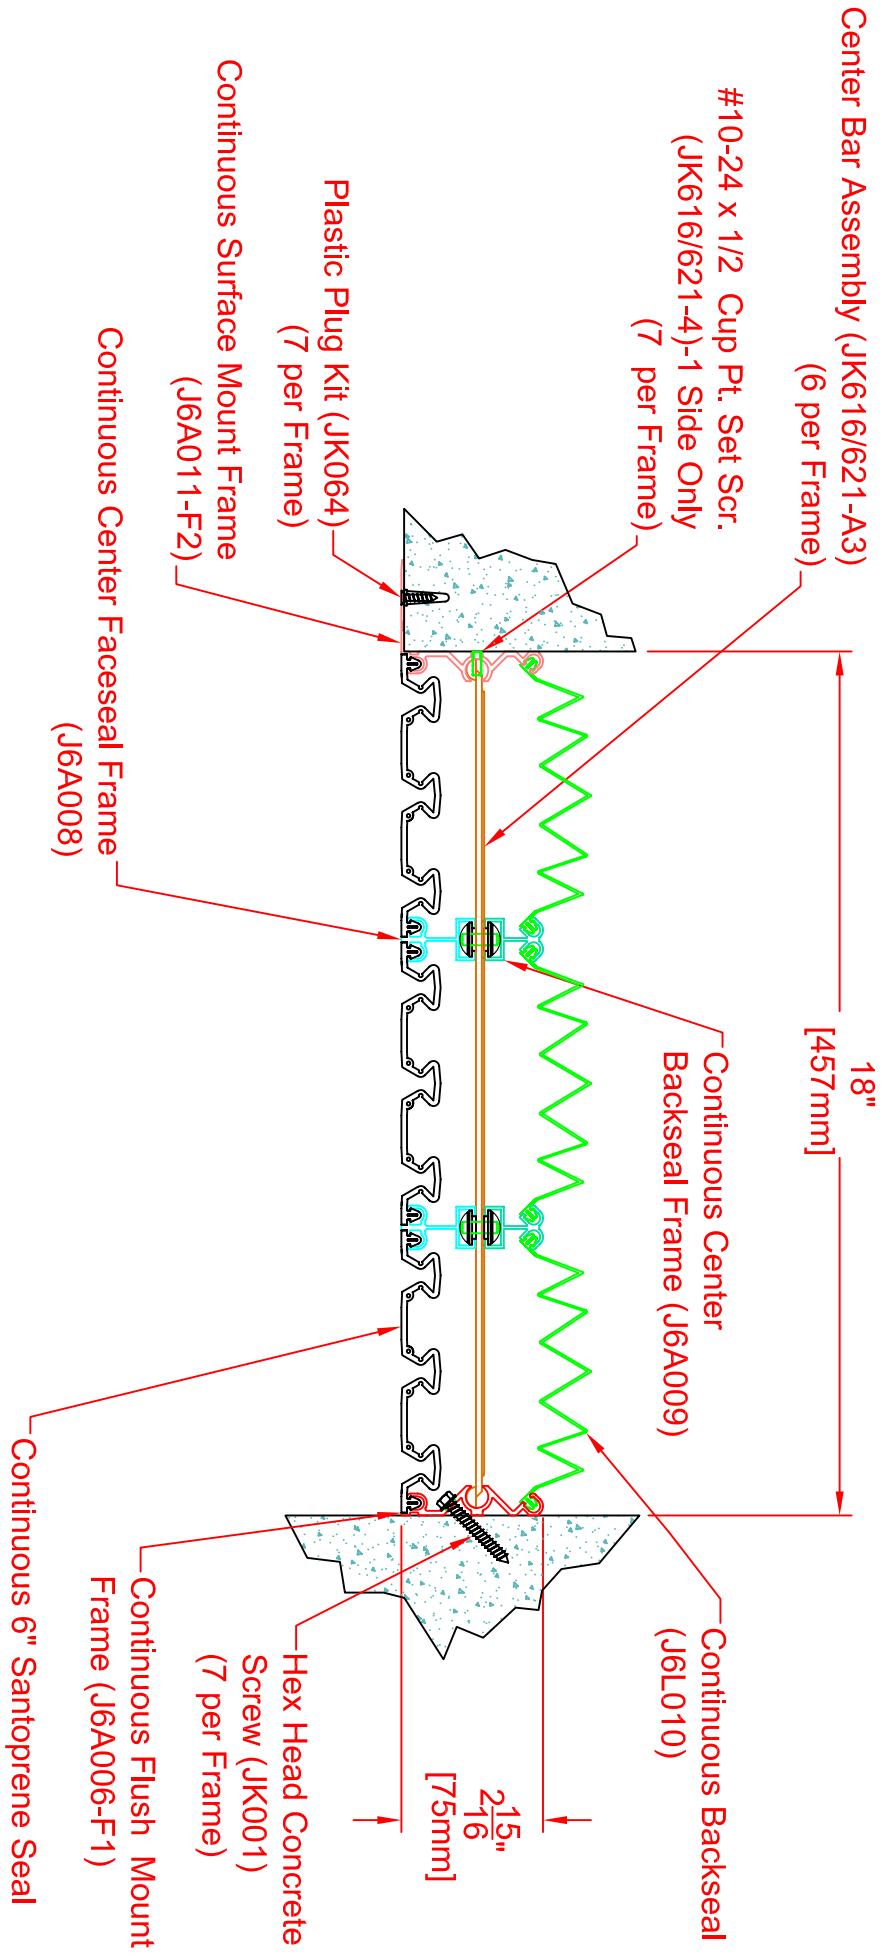 Center Bar Assembly (JK616/621-A3)
(6 per Frame)
#10-24 x 1/2 Cup Pt. Set Scr.
(JK616/621-4)-1 Side Only
(7 per Frame)
Plastic Plug Kit (JK064)
(7 per Frame)
Continuous Surface Mount Frame
(J6A011-F2)
Continuous Center Faceseal Frame
(J6A008)
18"
[457mm]
Continuous Center
Backseal Frame (J6A009)
Continuous Backseal
(J6L010)
2 15/16"
[75mm]
Hex Head Concrete
Screw (JK001)
(7 per Frame)
Continuous Flush Mount
Frame (J6A006-F1)
Continuous 6" Santoprene Seal